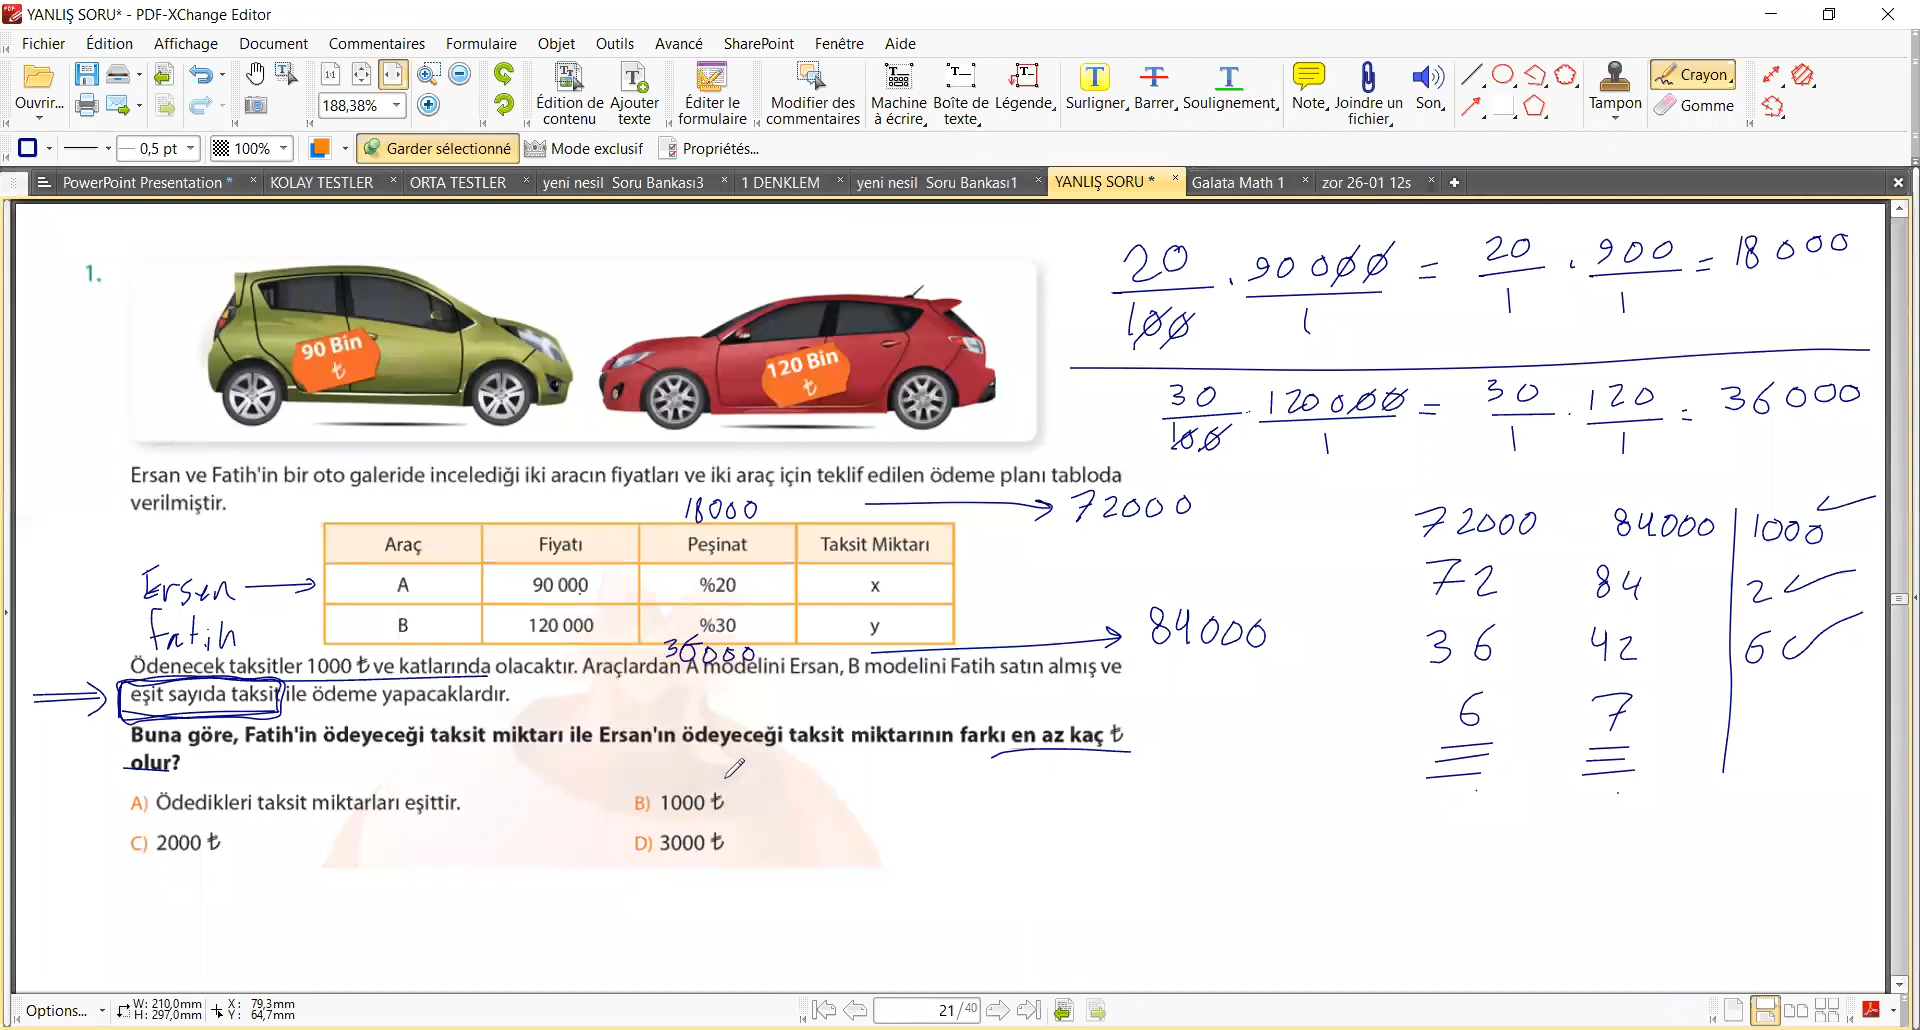 YANLIŞ SORU* - PDF-XChange Editor
Fichier Édition Affichage Document Commentaires Formulaire Objet Outils Avancé SharePoint Fenêtre Aide
Ouvrir...
188,38%
Édition de contenu
Ajouter texte
Éditer le formulaire
Modifier des commentaires
Machine à écrire
Boîte de texte
Légende
Surligner
Barrer
Soulignement
Note
Joindre un fichier
Son
Tampon
Crayon
Gomme
0,5 pt 100% Garder sélectionné Mode exclusif Propriétés...
PowerPoint Presentation * KOLAY TESTLER ORTA TESTLER yeni nesil Soru Bankası3 1 DENKLEM yeni nesil Soru Bankası1 YANLIŞ SORU * Galata Math 1 zor 26-01 12s
1.
90 Bin ₺
120 Bin ₺
20/100 . 90000/1 = 20/1 . 900/1 = 18000
30/100 . 120000/1 = 30/1 . 120/1 = 36000
Ersan ve Fatih'in bir oto galeride incelediği iki aracın fiyatları ve iki araç için teklif edilen ödeme planı tabloda
verilmiştir.
18000 72000
Araç Fiyatı Peşinat Taksit Miktarı
Ersen A 90 000 %20 x
Fatih B 120 000 %30 y
36000 84000
Ödenecek taksitler 1000 ₺ ve katlarında olacaktır. Araçlardan A modelini Ersan, B modelini Fatih satın almış ve
eşit sayıda taksit ile ödeme yapacaklardır.
Buna göre, Fatih'in ödeyeceği taksit miktarı ile Ersan'ın ödeyeceği taksit miktarının farkı en az kaç ₺
olur?
A) Ödedikleri taksit miktarları eşittir.
B) 1000 ₺
C) 2000 ₺
D) 3000 ₺
72000 84000 1000
72 84 2
36 42 6
6 7
Options... W: 210,0mm H: 297,0mm X: 79,3mm Y: 64,7mm 21 /40